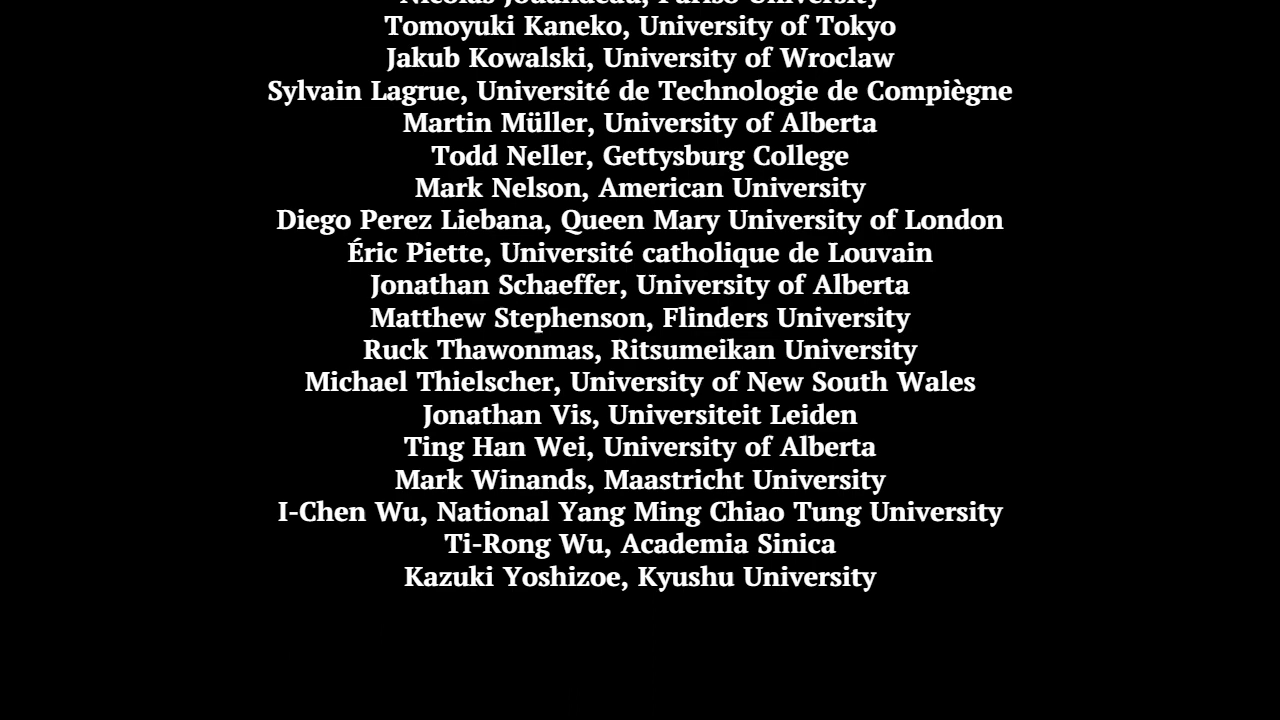 Nicolas Jouandeau, Paris8 University
Tomoyuki Kaneko, University of Tokyo
Jakub Kowalski, University of Wroclaw
Sylvain Lagrue, Université de Technologie de Compiègne
Martin Müller, University of Alberta
Todd Neller, Gettysburg College
Mark Nelson, American University
Diego Perez Liebana, Queen Mary University of London
Éric Piette, Université catholique de Louvain
Jonathan Schaeffer, University of Alberta
Matthew Stephenson, Flinders University
Ruck Thawonmas, Ritsumeikan University
Michael Thielscher, University of New South Wales
Jonathan Vis, Universiteit Leiden
Ting Han Wei, University of Alberta
Mark Winands, Maastricht University
I-Chen Wu, National Yang Ming Chiao Tung University
Ti-Rong Wu, Academia Sinica
Kazuki Yoshizoe, Kyushu University